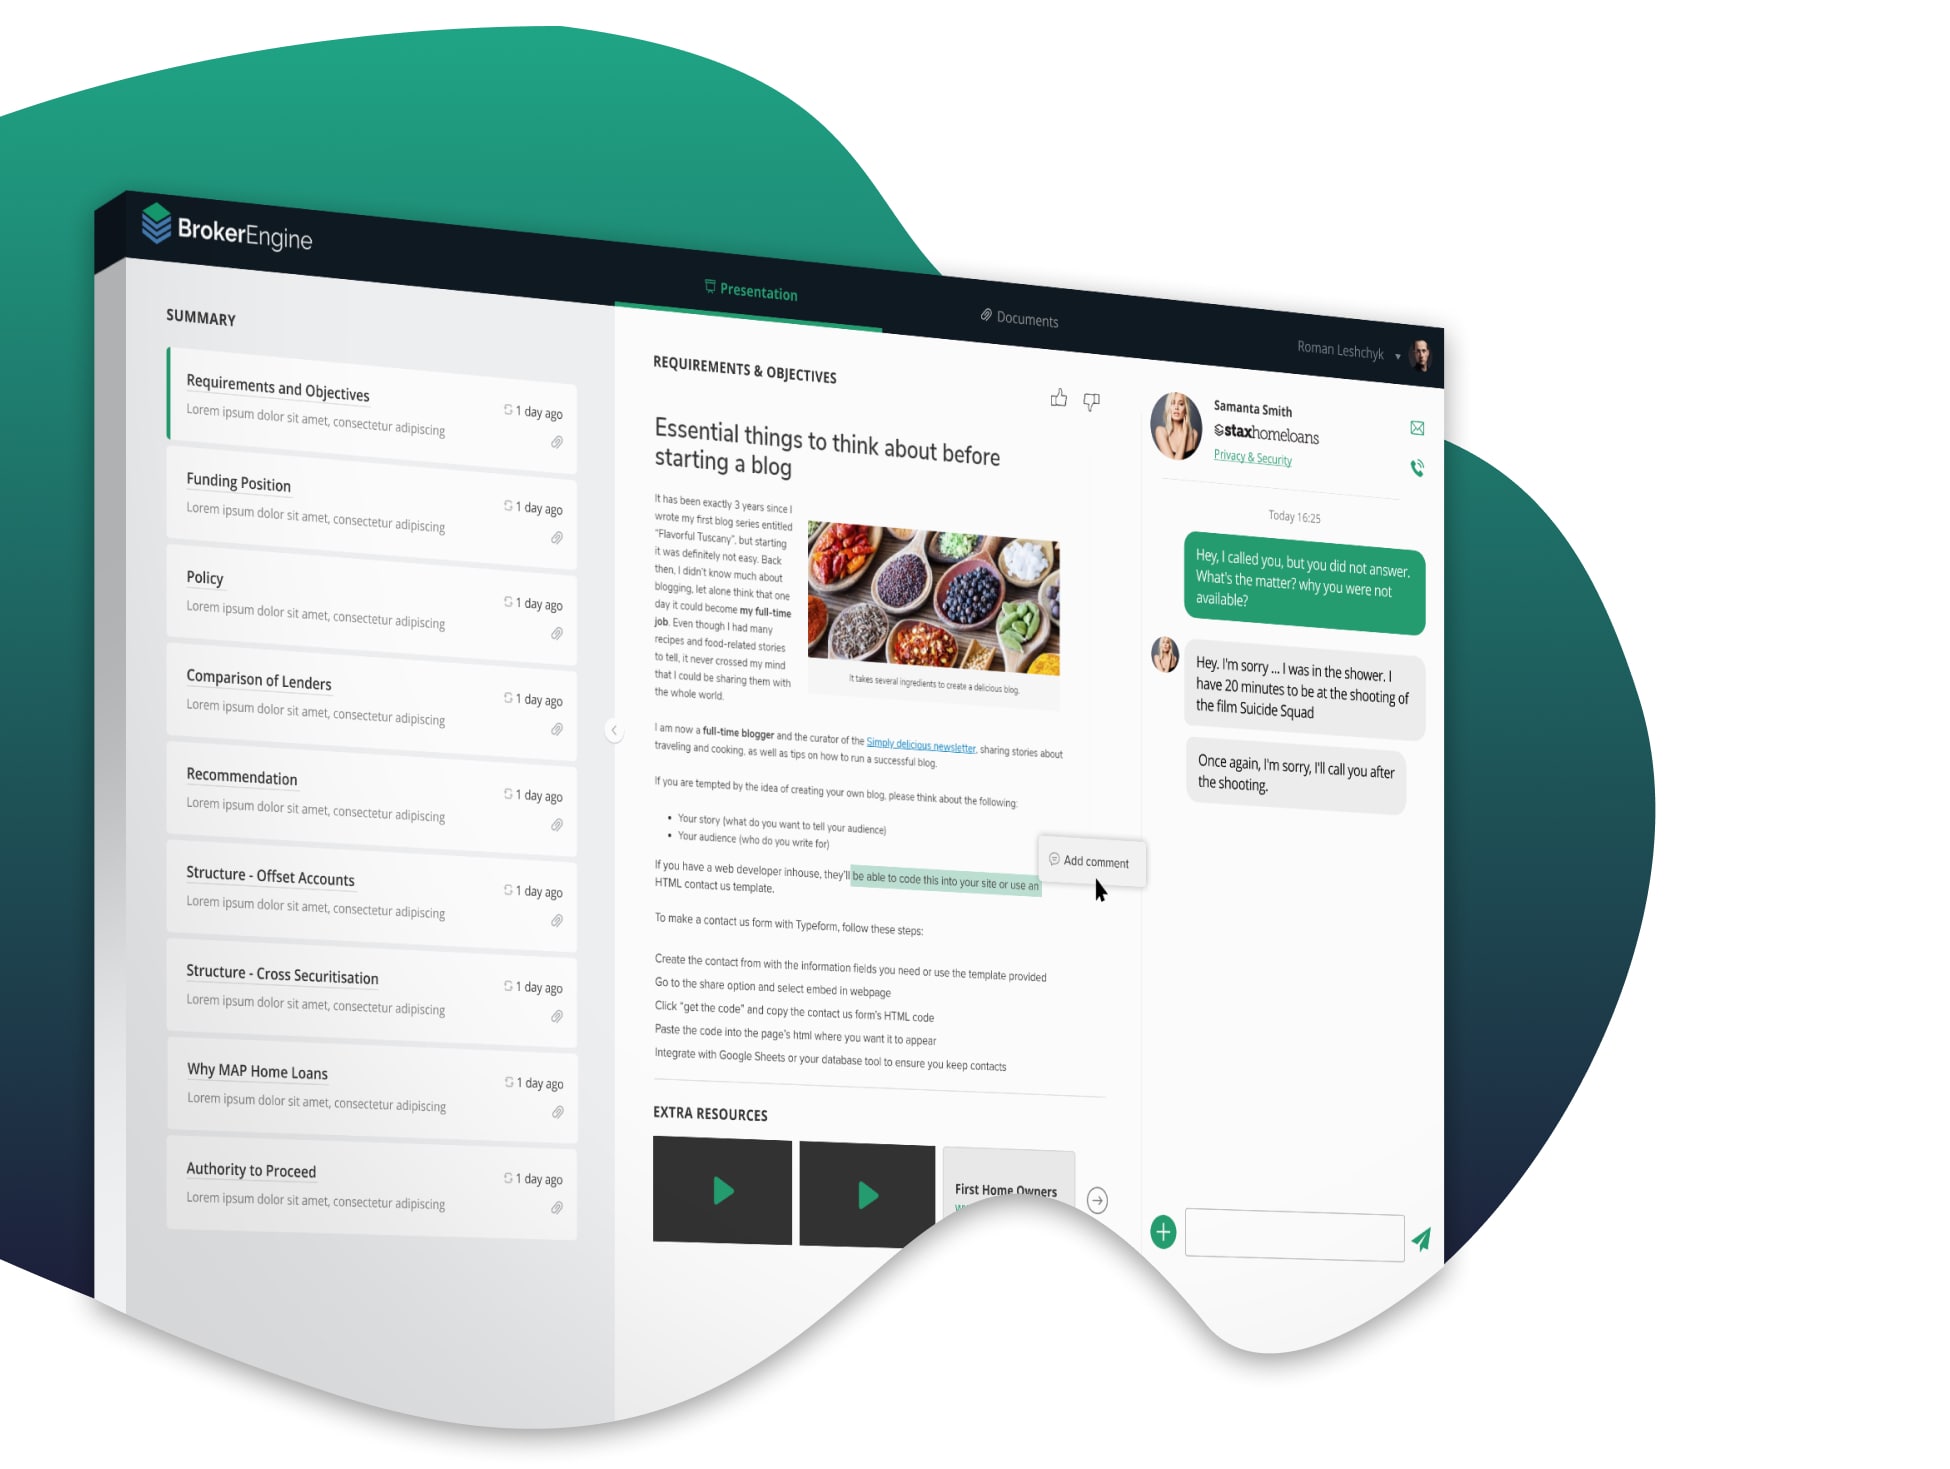 BrokerEngine
Presentation
Documents
Roman Leshchyk
SUMMARY
Requirements and Objectives
1 day ago
Lorem ipsum dolor sit amet, consectetur adipiscing
Funding Position
1 day ago
Lorem ipsum dolor sit amet, consectetur adipiscing
Policy
1 day ago
Lorem ipsum dolor sit amet, consectetur adipiscing
Comparison of Lenders
1 day ago
Lorem ipsum dolor sit amet, consectetur adipiscing
Recommendation
1 day ago
Lorem ipsum dolor sit amet, consectetur adipiscing
Structure - Offset Accounts
1 day ago
Lorem ipsum dolor sit amet, consectetur adipiscing
Structure - Cross Securitisation
1 day ago
Lorem ipsum dolor sit amet, consectetur adipiscing
Why MAP Home Loans
1 day ago
Lorem ipsum dolor sit amet, consectetur adipiscing
Authority to Proceed
1 day ago
Lorem ipsum dolor sit amet, consectetur adipiscing
REQUIREMENTS & OBJECTIVES
Essential things to think about before
starting a blog
It has been exactly 3 years since I
wrote my first blog series entitled
“Flavorful Tuscany”, but starting
it was definitely not easy. Back
then, I didn’t know much about
blogging, let alone think that one
day it could become my full-time
job. Even though I had many
recipes and food-related stories
to tell, it never crossed my mind
that I could be sharing them with
the whole world.
It takes several ingredients to create a delicious blog.
I am now a full-time blogger and the curator of the Simply delicious newsletter, sharing stories about
traveling and cooking, as well as tips on how to run a successful blog.
If you are tempted by the idea of creating your own blog, please think about the following:
• Your story (what do you want to tell your audience)
• Your audience (who do you write for)
If you have a web developer inhouse, they'll be able to code this into your site or use an
HTML contact us template.
Add comment
To make a contact us form with Typeform, follow these steps:
Create the contact from with the information fields you need or use the template provided
Go to the share option and select embed in webpage
Click “get the code” and copy the contact us form’s HTML code
Paste the code into the page’s html where you want it to appear
Integrate with Google Sheets or your database tool to ensure you keep contacts
EXTRA RESOURCES
First Home Owners
Samanta Smith
staxhomeloans
Privacy & Security
Today 16:25
Hey, I called you, but you did not answer.
What's the matter? why you were not
available?
Hey. I'm sorry ... I was in the shower. I
have 20 minutes to be at the shooting of
the film Suicide Squad
Once again, I'm sorry, I'll call you after
the shooting.